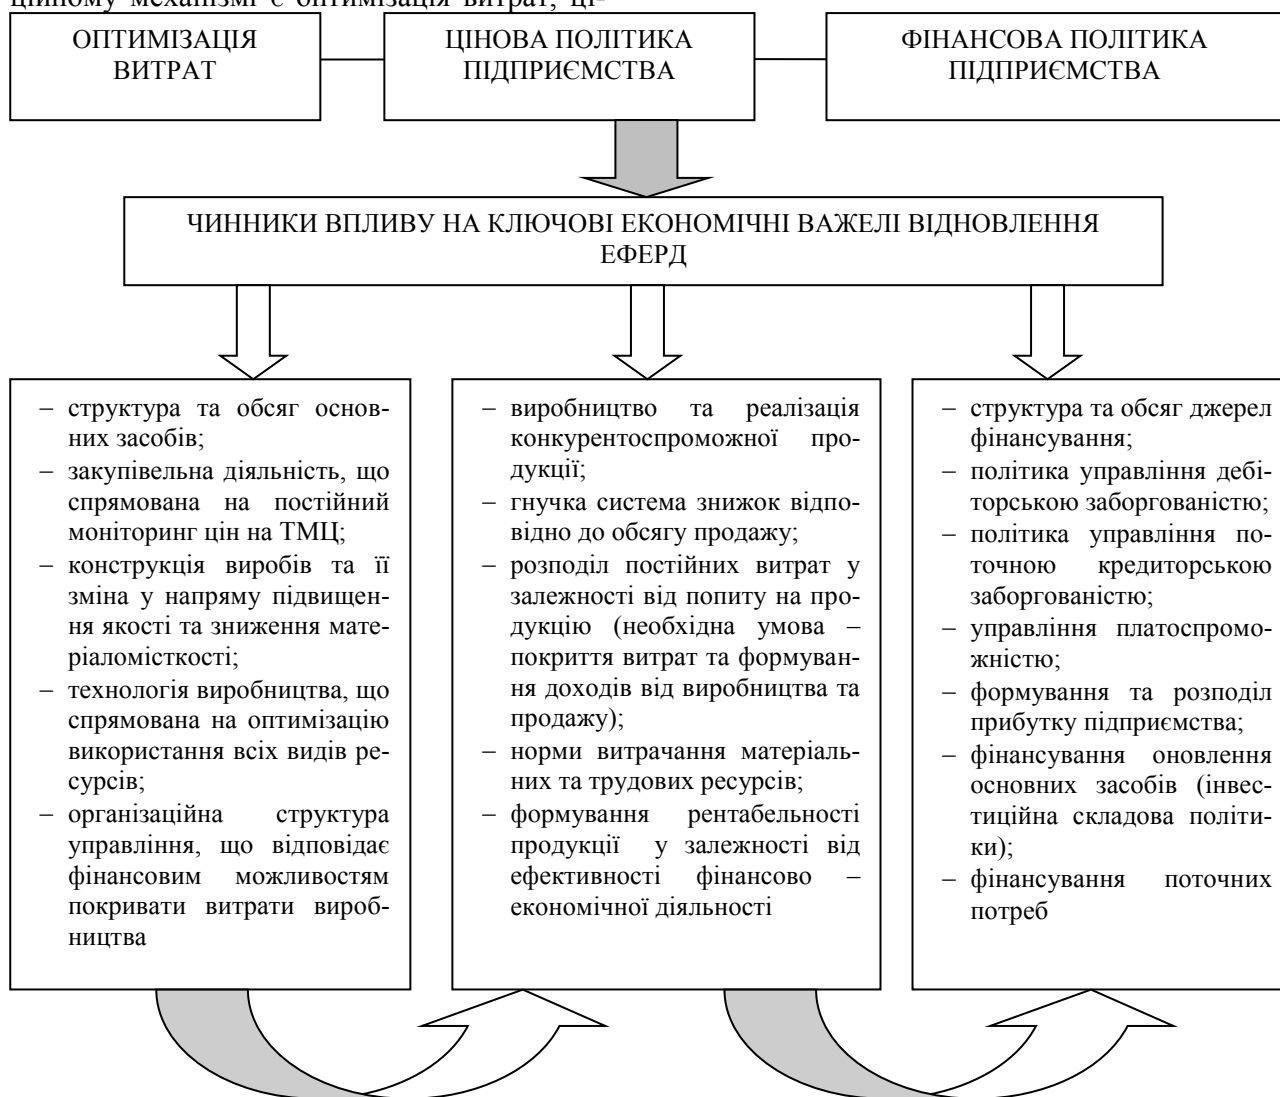 ційному механізмі є оптимізація витрат, ці-
ОПТИМІЗАЦІЯ
ВИТРАТ
ЦІНОВА ПОЛІТИКА
ПІДПРИЄМСТВА
ФІНАНСОВА ПОЛІТИКА
ПІДПРИЄМСТВА
ЧИННИКИ ВПЛИВУ НА КЛЮЧОВІ ЕКОНОМІЧНІ ВАЖЕЛІ ВІДНОВЛЕННЯ
ЕФЕРД
– структура та обсяг основ-
них засобів;
– закупівельна діяльність, що
спрямована на постійний
моніторинг цін на ТМЦ;
– конструкція виробів та її
зміна у напряму підвищен-
ня якості та зниження мате-
ріаломісткості;
– технологія виробництва, що
спрямована на оптимізацію
використання всіх видів ре-
сурсів;
– організаційна структура
управління, що відповідає
фінансовим можливостям
покривати витрати вироб-
ництва
– виробництво та реалізація
конкурентоспроможної про-
дукції;
– гнучка система знижок відпо-
відно до обсягу продажу;
– розподіл постійних витрат у
залежності від попиту на про-
дукцію (необхідна умова –
покриття витрат та формуван-
ня доходів від виробництва та
продажу);
– норми витрачання матеріаль-
них та трудових ресурсів;
– формування рентабельності
продукції у залежності від
ефективності фінансово –
економічної діяльності
– структура та обсяг джерел
фінансування;
– політика управління дебі-
торською заборгованістю;
– політика управління по-
точною кредиторською
заборгованістю;
– управління платоспромо-
жністю;
– формування та розподіл
прибутку підприємства;
– фінансування оновлення
основних засобів (інвес-
тиційна складова політи-
ки);
– фінансування поточних
потреб